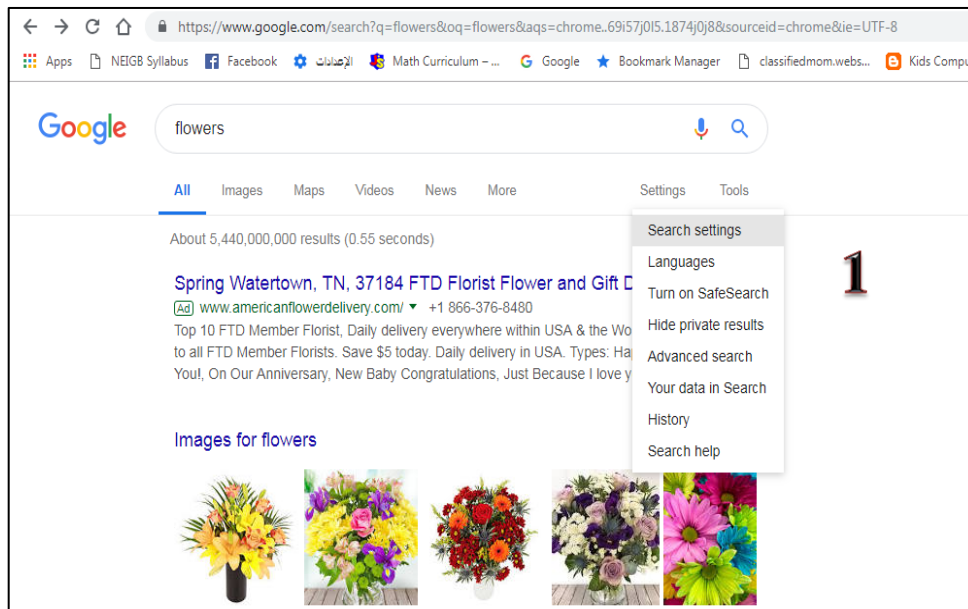 https://www.google.com/search?q=flowers&oq=flowers&aqs=chrome..69i57j0l5.1874j0j8&sourceid=chrome&ie=UTF-8
Apps NEIGB Syllabus Facebook الإعدادات Math Curriculum – ... Google Bookmark Manager classifiedmom.webs... Kids Compu
Google flowers
All Images Maps Videos News More Settings Tools
About 5,440,000,000 results (0.55 seconds)
Spring Watertown, TN, 37184 FTD Florist Flower and Gift D
Ad www.americanflowerdelivery.com/ +1 866-376-8480
Top 10 FTD Member Florist, Daily delivery everywhere within USA & the Wo
to all FTD Member Florists. Save $5 today. Daily delivery in USA. Types: Ha
You!, On Our Anniversary, New Baby Congratulations, Just Because I love y
Search settings
Languages
Turn on SafeSearch
Hide private results
Advanced search
Your data in Search
History
Search help
1
Images for flowers